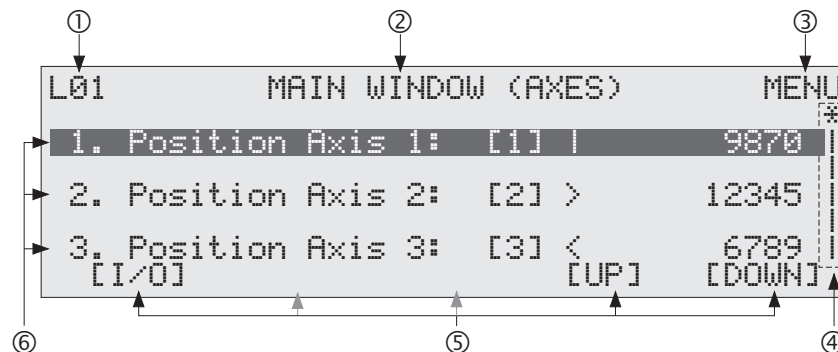 ① ② ③
L01 MAIN WINDOW (AXES) MENU
*
1. Position Axis 1: [1] | 9870
2. Position Axis 2: [2] > 12345
3. Position Axis 3: [3] < 6789
[I/O] [UP] [DOWN]
⑥ ⑤ ④